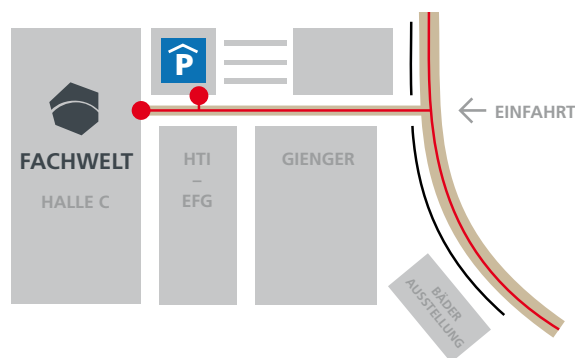 P
EINFAHRT
FACHWELT
HALLE C
HTI
–
EFG
GIENGER
BÄDER
AUSSTELLUNG